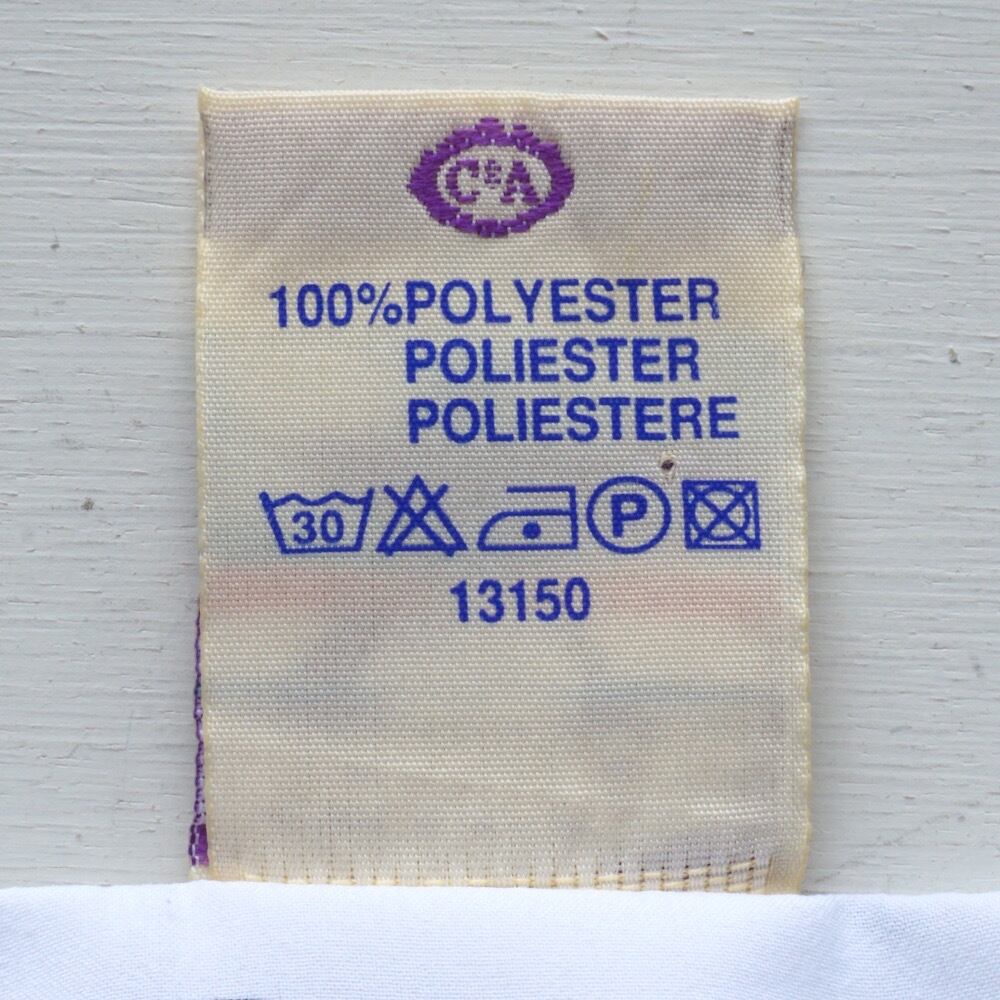 C&A
100%POLYESTER
POLIESTER
POLIESTERE
30 P
13150